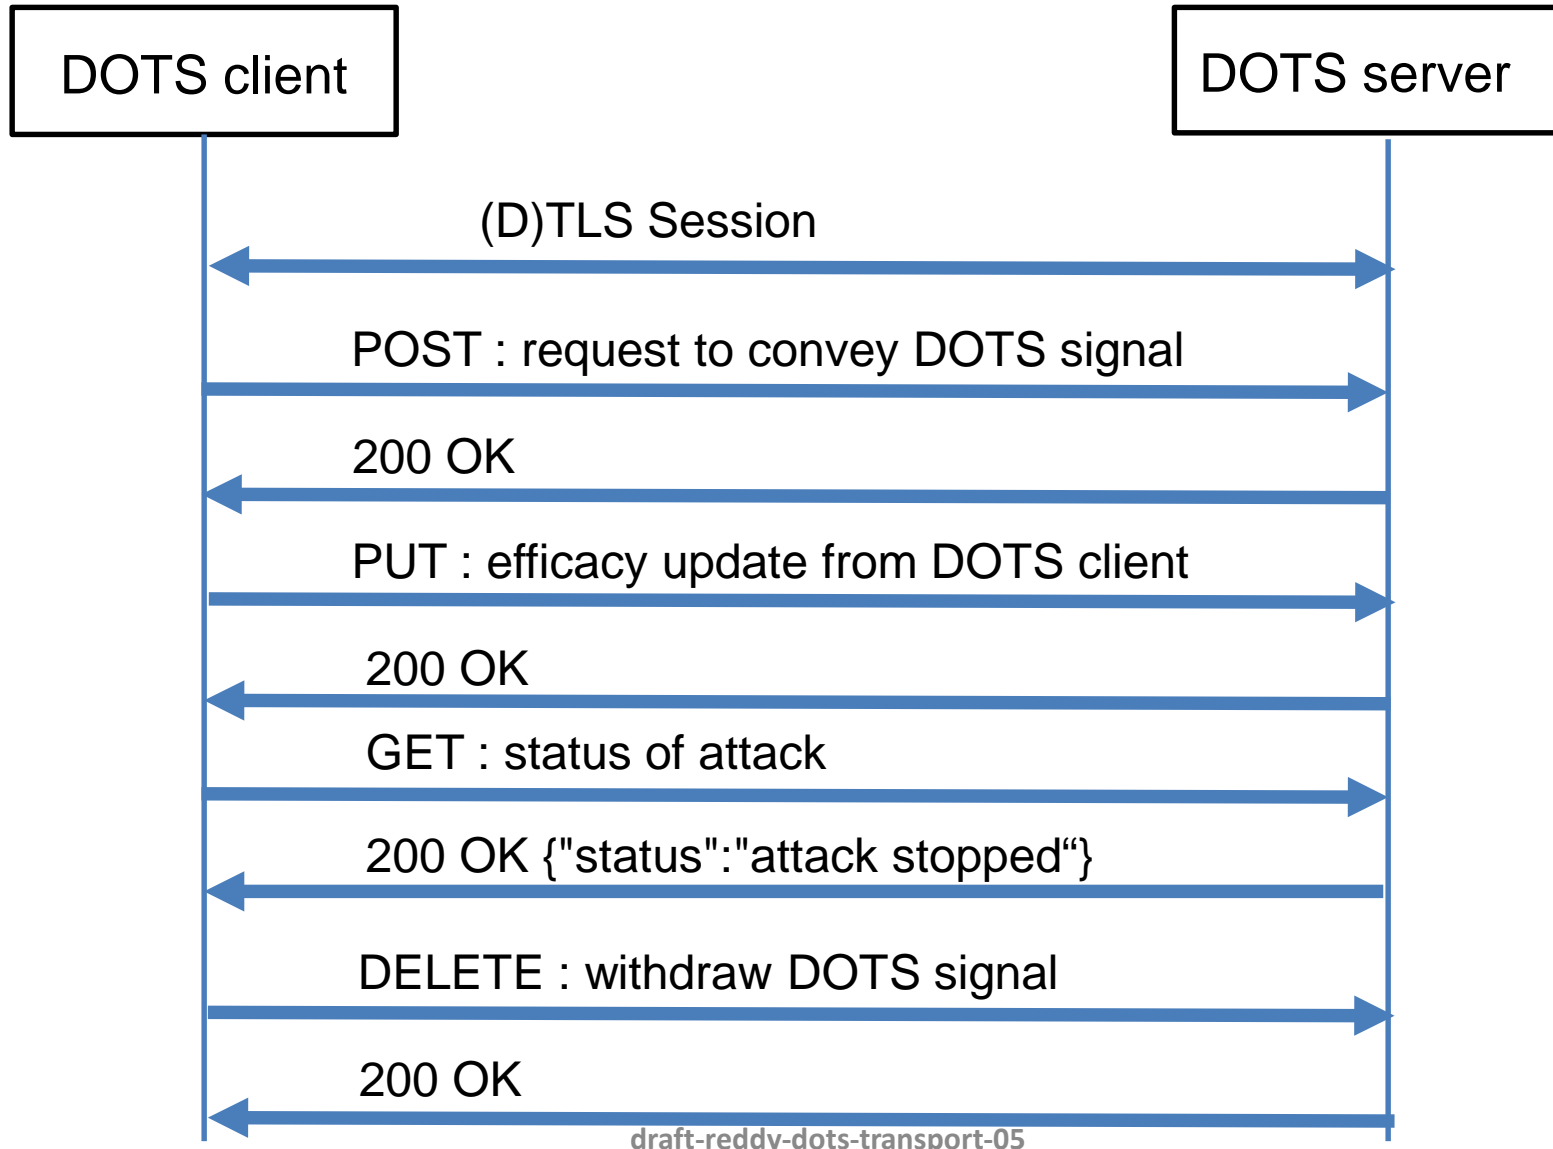 DOTS client
DOTS server
(D)TLS Session
POST : request to convey DOTS signal
200 OK
PUT : efficacy update from DOTS client
200 OK
GET : status of attack
200 OK {"status":"attack stopped“}
DELETE : withdraw DOTS signal
200 OK
draft-reddy-dots-transport-05